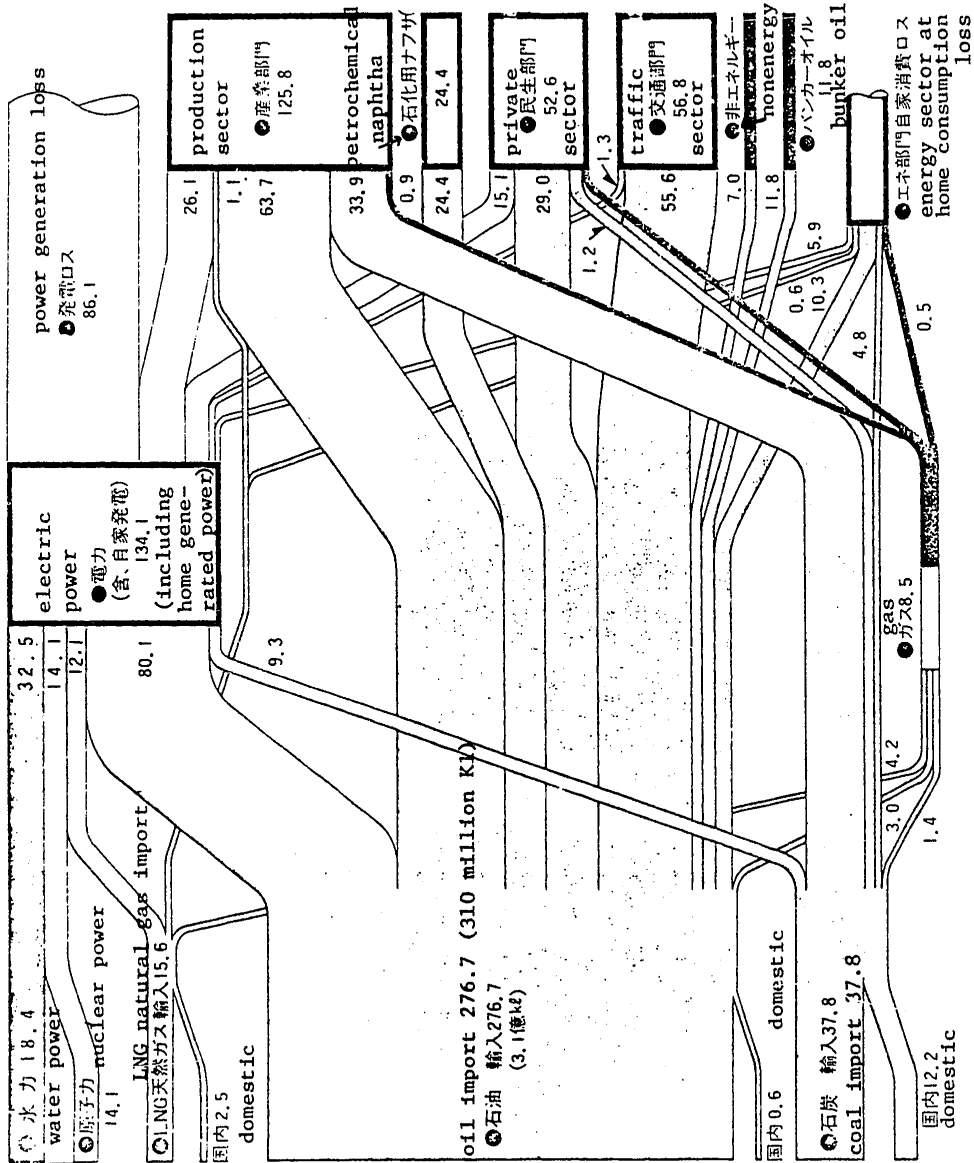 power generation loss
発電ロス
86.1
production
sector
産業部門
125.8
petrochemical
naphtha
石化用ナフサ
24.4
private
民生部門
52.6
sector
traffic
交通部門
56.8
sector
非エネルギー
nonenergy
バンカーオイル
11.8
bunker oil
エネ部門自家消費ロス
energy sector at
home consumption
loss
26.1
1.1
63.7
33.9
0.9
24.4
15.1
29.0
1.3
1.2
55.6
7.0
11.8
5.9
0.6
10.3
4.8
0.5
electric
power
電力
(含、自家発電)
134.1
(including
home gene-
rated power)
32.5
14.1
12.1
80.1
9.3
gas
ガス8.5
4.2
3.0
1.4
水力 18.4
water power
原子力
nuclear power
14.1
LNG natural gas import
LNG天然ガス輸入15.6
国内2.5
domestic
oil import 276.7 (310 million Kl)
石油 輸入276.7
(3.1億kℓ)
国内0.6
domestic
石炭 輸入37.8
coal import 37.8
国内12.2
domestic